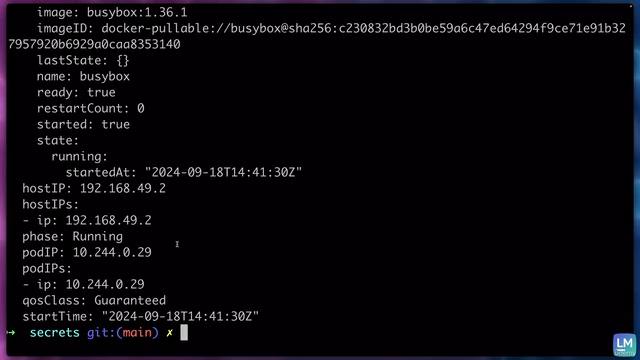 image: busybox:1.36.1
imageID: docker-pullable://busybox@sha256:c230832bd3b0be59a6c47ed64294f9ce71e91b32
7957920b6929a0caa8353140
lastState: {}
name: busybox
ready: true
restartCount: 0
started: true
state:
running:
startedAt: "2024-09-18T14:41:30Z"
hostIP: 192.168.49.2
hostIPs:
- ip: 192.168.49.2
phase: Running
podIP: 10.244.0.29
podIPs:
- ip: 10.244.0.29
qosClass: Guaranteed
startTime: "2024-09-18T14:41:30Z"
→ secrets git:(main) ✗
LM